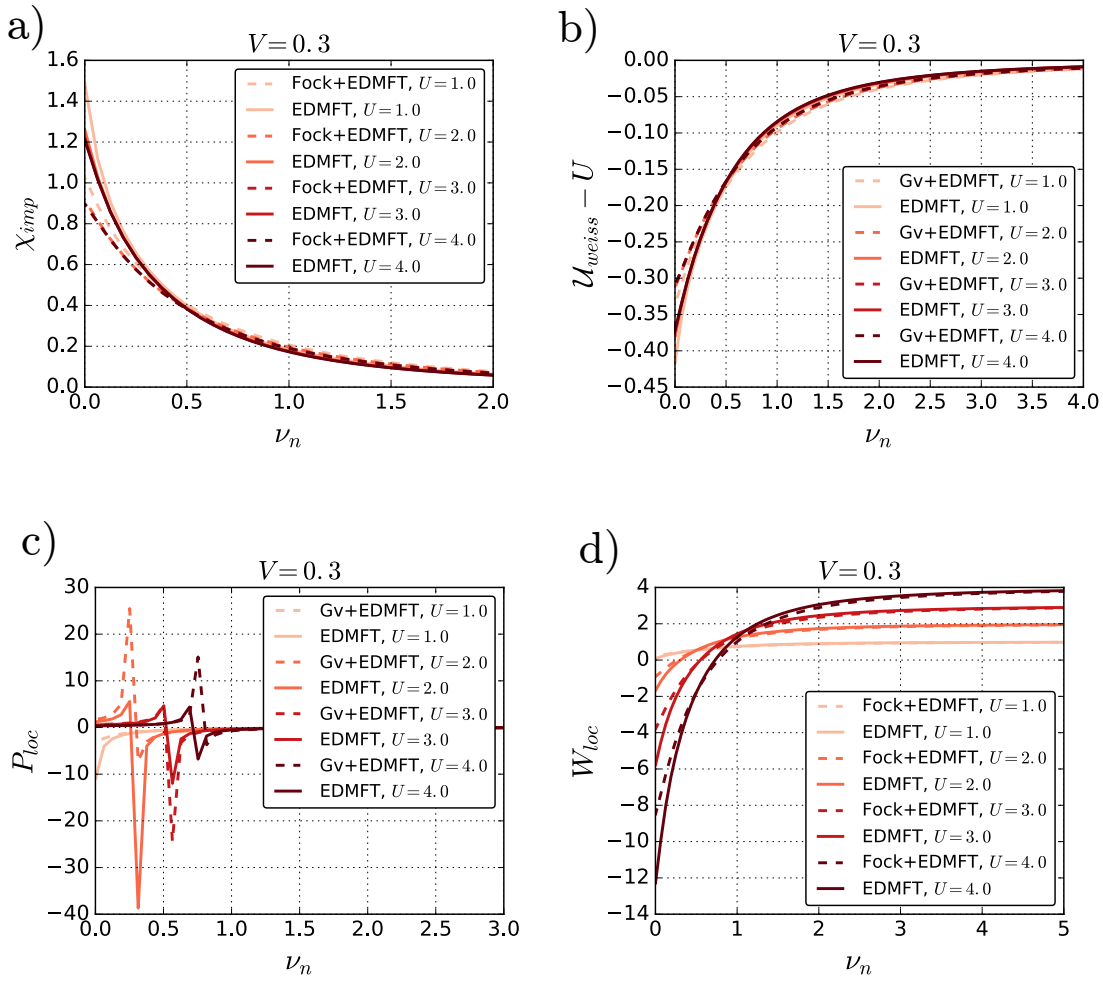 a)
V = 0.3
1.6
1.4
1.2
1.0
0.8
0.6
0.4
0.2
0.0
χimp
Fock+EDMFT, U = 1.0
EDMFT, U = 1.0
Fock+EDMFT, U = 2.0
EDMFT, U = 2.0
Fock+EDMFT, U = 3.0
EDMFT, U = 3.0
Fock+EDMFT, U = 4.0
EDMFT, U = 4.0
0.0 0.5 1.0 1.5 2.0
νn
b)
V = 0.3
0.00
−0.05
−0.10
−0.15
−0.20
−0.25
−0.30
−0.35
−0.40
−0.45
𝒰weiss − U
Gv+EDMFT, U = 1.0
EDMFT, U = 1.0
Gv+EDMFT, U = 2.0
EDMFT, U = 2.0
Gv+EDMFT, U = 3.0
EDMFT, U = 3.0
Gv+EDMFT, U = 4.0
EDMFT, U = 4.0
0.0 0.5 1.0 1.5 2.0 2.5 3.0 3.5 4.0
νn
c)
V = 0.3
30
20
10
0
−10
−20
−30
−40
Ploc
Gv+EDMFT, U = 1.0
EDMFT, U = 1.0
Gv+EDMFT, U = 2.0
EDMFT, U = 2.0
Gv+EDMFT, U = 3.0
EDMFT, U = 3.0
Gv+EDMFT, U = 4.0
EDMFT, U = 4.0
0.0 0.5 1.0 1.5 2.0 2.5 3.0
νn
d)
V = 0.3
4
2
0
−2
−4
−6
−8
−10
−12
−14
Wloc
Fock+EDMFT, U = 1.0
EDMFT, U = 1.0
Fock+EDMFT, U = 2.0
EDMFT, U = 2.0
Fock+EDMFT, U = 3.0
EDMFT, U = 3.0
Fock+EDMFT, U = 4.0
EDMFT, U = 4.0
0 1 2 3 4 5
νn